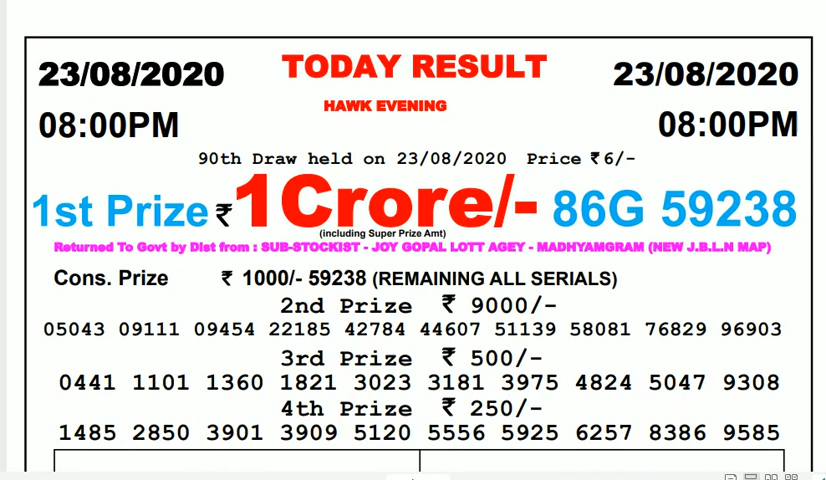 23/08/2020 TODAY RESULT 23/08/2020
HAWK EVENING
08:00PM 08:00PM
90th Draw held on 23/08/2020 Price ₹6/-
1st Prize ₹1Crore/- 86G 59238
(including Super Prize Amt)
Returned To Govt by Dist from : SUB-STOCKIST - JOY GOPAL LOTT AGEY - MADHYAMGRAM (NEW J.B.L.N MAP)
Cons. Prize ₹ 1000/- 59238 (REMAINING ALL SERIALS)
2nd Prize ₹ 9000/-
05043 09111 09454 22185 42784 44607 51139 58081 76829 96903
3rd Prize ₹ 500/-
0441 1101 1360 1821 3023 3181 3975 4824 5047 9308
4th Prize ₹ 250/-
1485 2850 3901 3909 5120 5556 5925 6257 8386 9585